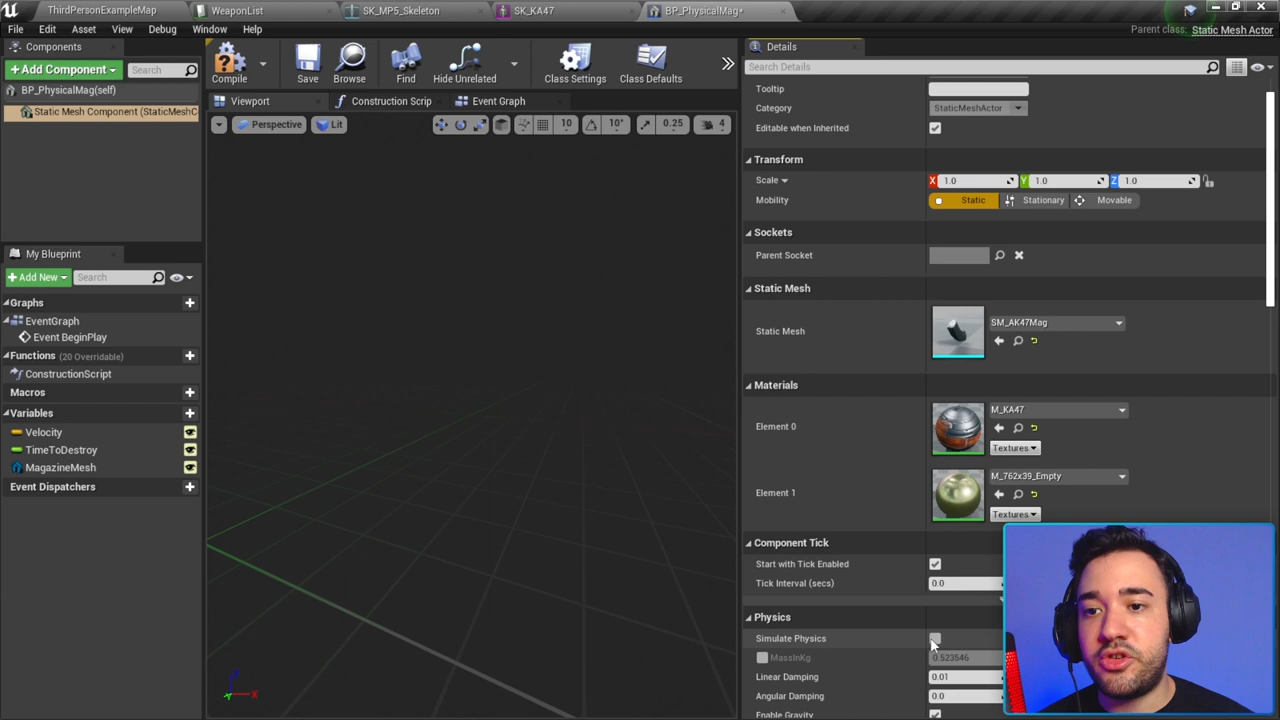 ThirdPersonExampleMap
WeaponList
SK_MP5_Skeleton
SK_KA47
BP_PhysicalMag*
File
Edit
Asset
View
Debug
Window
Help
Parent class: Static Mesh Actor
Components
+ Add Component
Search
BP_PhysicalMag(self)
Static Mesh Component (StaticMeshC
Compile
Save
Browse
Find
Hide Unrelated
Class Settings
Class Defaults
Viewport
Construction Scrip
Event Graph
Perspective
Lit
10
10°
0.25
4
X
My Blueprint
+ Add New
Search
Graphs
EventGraph
Event BeginPlay
Functions (20 Overridable)
ConstructionScript
Macros
Variables
Velocity
TimeToDestroy
MagazineMesh
Event Dispatchers
Details
Search Details
Tooltip
Category StaticMeshActor
Editable when Inherited
Transform
Scale X 1.0 Y 1.0 Z 1.0
Mobility Static Stationary Movable
Sockets
Parent Socket
Static Mesh
Static Mesh SM_AK47Mag
Materials
Element 0 M_KA47
Textures
Element 1 M_762x39_Empty
Textures
Component Tick
Start with Tick Enabled
Tick Interval (secs) 0.0
Physics
Simulate Physics
MassInKg 0.523546
Linear Damping 0.01
Angular Damping 0.0
Enable Gravity